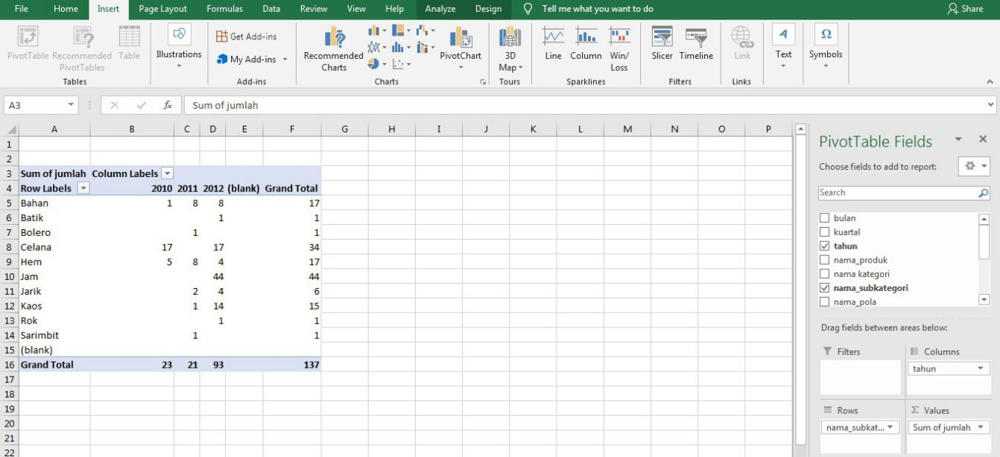 File Home Insert Page Layout Formulas Data Review View Help Analyze Design Tell me what you want to do Share
PivotTable Recommended PivotTables Table Illustrations Get Add-ins My Add-ins Recommended Charts PivotChart 3D Map Line Column Win/Loss Slicer Timeline Link Text Symbols
Tables Add-ins Charts Tours Sparklines Filters Links
A3 fx Sum of jumlah
A B C D E F G H I J K L M N O P
1
2
3 Sum of jumlah Column Labels
4 Row Labels 2010 2011 2012 (blank) Grand Total
5 Bahan 1 8 8 17
6 Batik 1 1
7 Bolero 1 1
8 Celana 17 17 34
9 Hem 5 8 4 17
10 Jam 44 44
11 Jarik 2 4 6
12 Kaos 1 14 15
13 Rok 1 1
14 Sarimbit 1 1
15 (blank)
16 Grand Total 23 21 93 137
17
18
19
20
21
22
PivotTable Fields
Choose fields to add to report:
Search
bulan
kuartal
tahun
nama_produk
nama kategori
nama_subkategori
nama_pola
Drag fields between areas below:
Filters Columns
tahun
Rows Σ Values
nama_subkat... Sum of jumlah